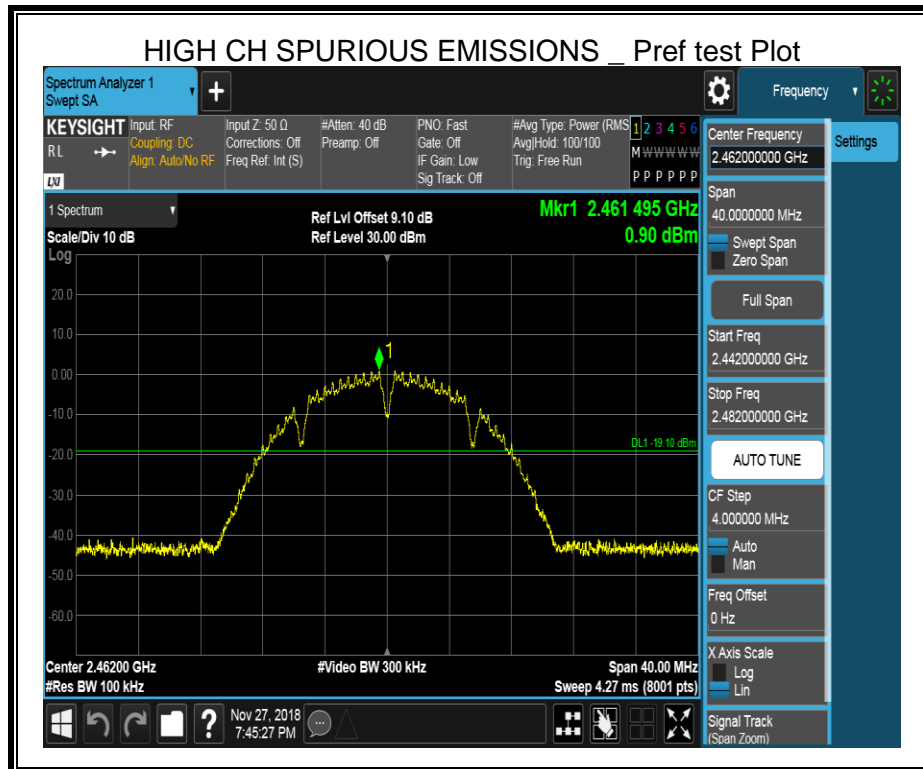 HIGH CH SPURIOUS EMISSIONS _ Pref test Plot
Spectrum Analyzer 1
Swept SA
+
Frequency
KEYSIGHT
RL
LXI
Input: RF
Coupling: DC
Align: Auto/No RF
Input Z: 50 Ω
Corrections: Off
Freq Ref: Int (S)
#Atten: 40 dB
Preamp: Off
PNO: Fast
Gate: Off
IF Gain: Low
Sig Track: Off
#Avg Type: Power (RMS
Avg|Hold: 100/100
Trig: Free Run
1 2 3 4 5 6
M W W W W W
P P P P P P
Settings
1 Spectrum
Scale/Div 10 dB
Ref Lvl Offset 9.10 dB
Ref Level 30.00 dBm
Mkr1 2.461 495 GHz
0.90 dBm
Log
20.0
10.0
0.00
-10.0
-20.0
-30.0
-40.0
-50.0
-60.0
1
DL1 -19.10 dBm
Center 2.46200 GHz
#Res BW 100 kHz
#Video BW 300 kHz
Span 40.00 MHz
Sweep 4.27 ms (8001 pts)
Center Frequency
2.462000000 GHz
Span
40.0000000 MHz
Swept Span
Zero Span
Full Span
Start Freq
2.442000000 GHz
Stop Freq
2.482000000 GHz
AUTO TUNE
CF Step
4.000000 MHz
Auto
Man
Freq Offset
0 Hz
X Axis Scale
Log
Lin
Signal Track
(Span Zoom)
?
Nov 27, 2018
7:45:27 PM